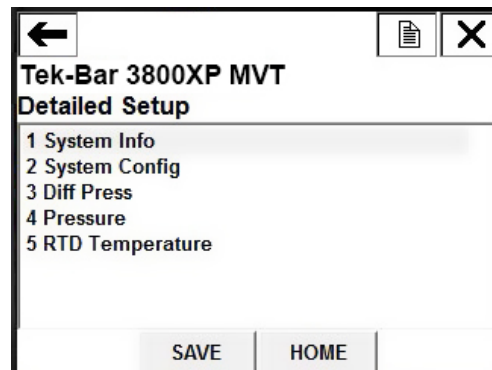 Tek-Bar 3800XP MVT
Detailed Setup
1 System Info
2 System Config
3 Diff Press
4 Pressure
5 RTD Temperature
SAVE HOME